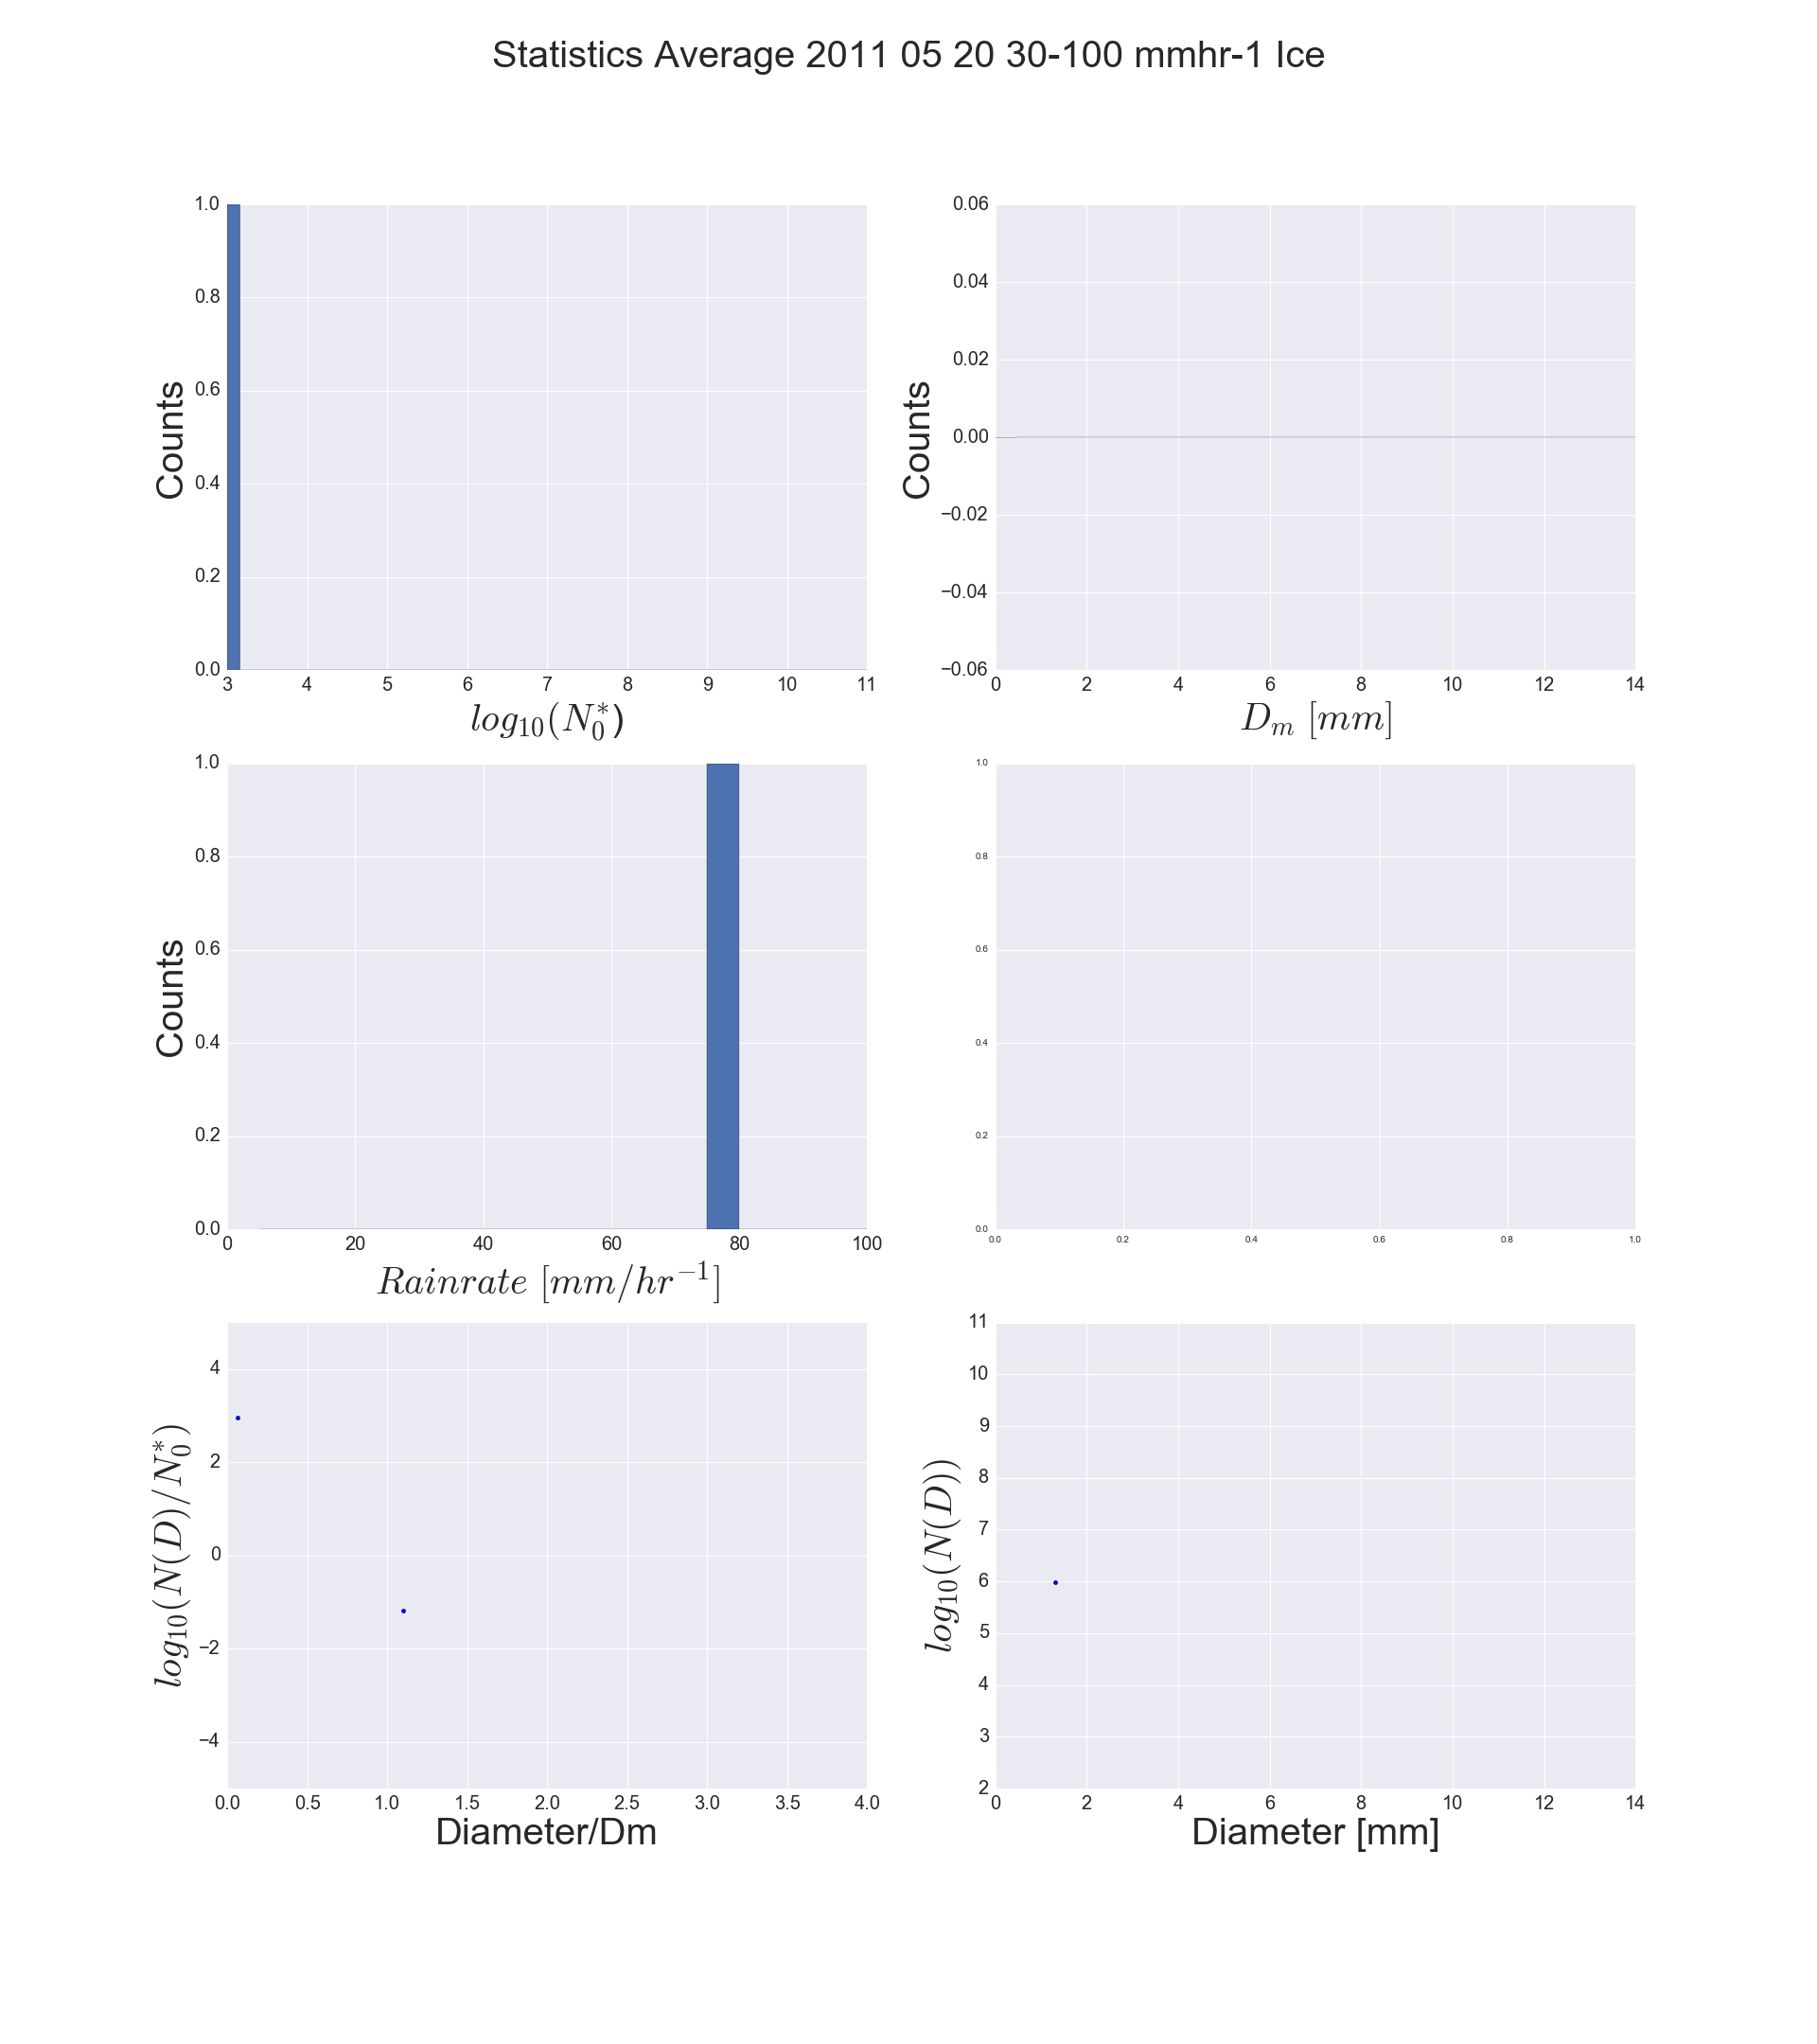 Statistics Average 2011 05 20 30-100 mmhr-1 Ice
1.0
0.8
0.6
0.4
0.2
0.0
Counts
3 4 5 6 7 8 9 10 11
log₁₀(N₀*)
0.06
0.04
0.02
0.00
−0.02
−0.04
−0.06
Counts
0 2 4 6 8 10 12 14
Dₘ [mm]
1.0
0.8
0.6
0.4
0.2
0.0
Counts
0 20 40 60 80 100
Rainrate [mm/hr⁻¹]
1.0
0.8
0.6
0.4
0.2
0.0
0.0 0.2 0.4 0.6 0.8 1.0
4
2
0
−2
−4
log₁₀(N(D)/N₀*)
0.0 0.5 1.0 1.5 2.0 2.5 3.0 3.5 4.0
Diameter/Dm
11
10
9
8
7
6
5
4
3
2
log₁₀(N(D))
0 2 4 6 8 10 12 14
Diameter [mm]